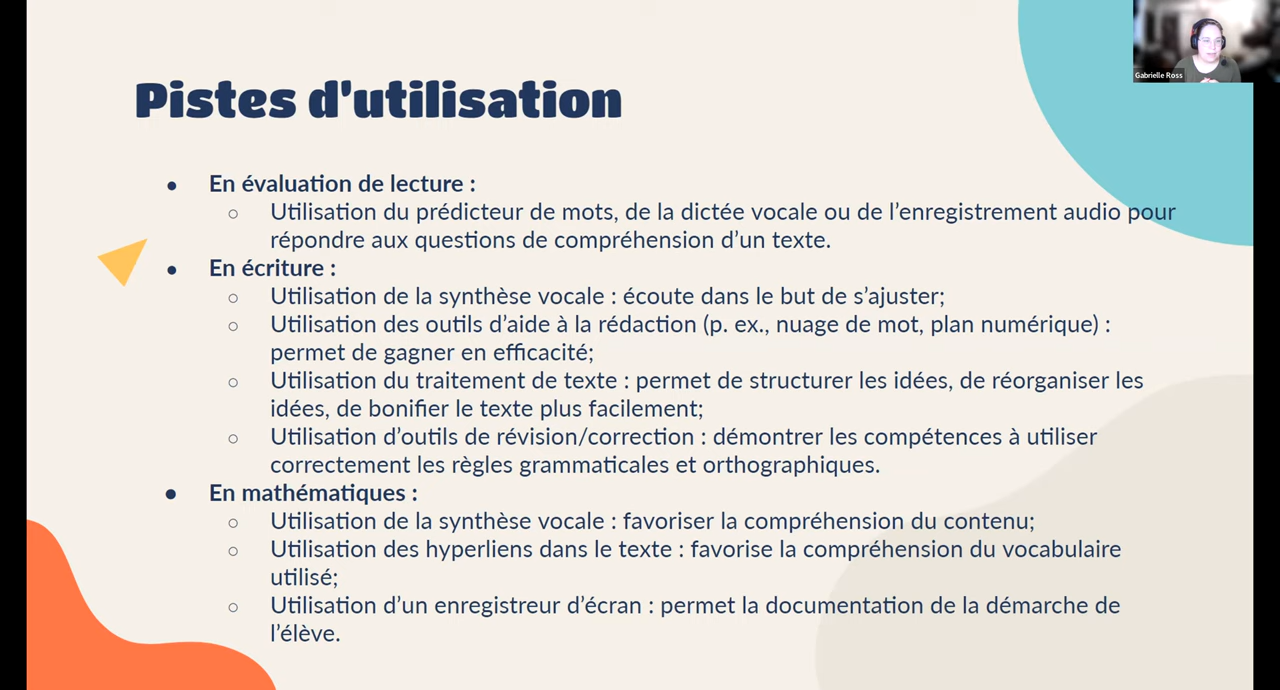 Gabrielle Ross
Pistes d'utilisation
● En évaluation de lecture :
○ Utilisation du prédicteur de mots, de la dictée vocale ou de l’enregistrement audio pour
répondre aux questions de compréhension d’un texte.
● En écriture :
○ Utilisation de la synthèse vocale : écoute dans le but de s’ajuster;
○ Utilisation des outils d’aide à la rédaction (p. ex., nuage de mot, plan numérique) :
permet de gagner en efficacité;
○ Utilisation du traitement de texte : permet de structurer les idées, de réorganiser les
idées, de bonifier le texte plus facilement;
○ Utilisation d’outils de révision/correction : démontrer les compétences à utiliser
correctement les règles grammaticales et orthographiques.
● En mathématiques :
○ Utilisation de la synthèse vocale : favoriser la compréhension du contenu;
○ Utilisation des hyperliens dans le texte : favorise la compréhension du vocabulaire
utilisé;
○ Utilisation d’un enregistreur d’écran : permet la documentation de la démarche de
l’élève.